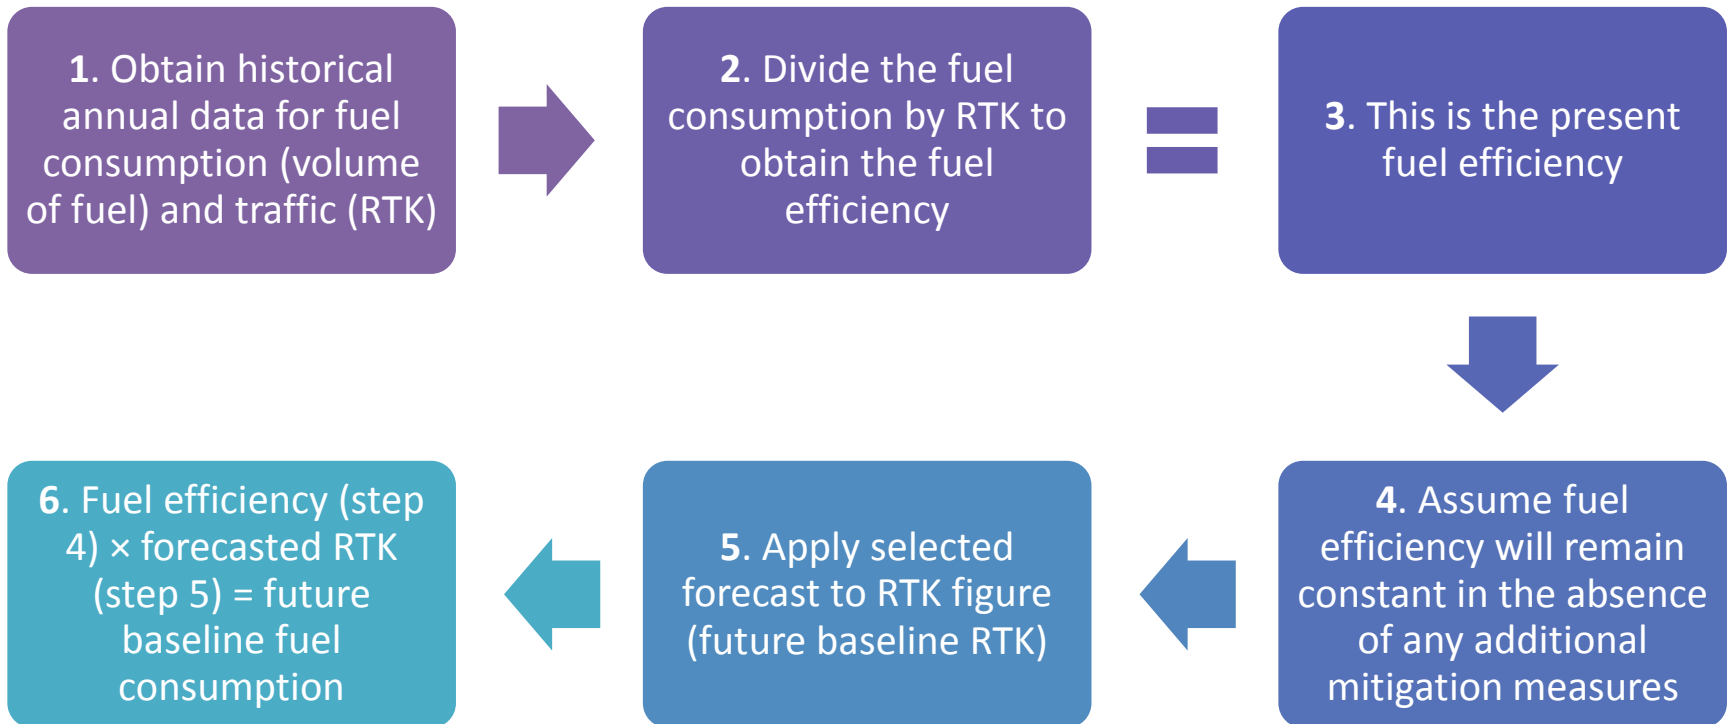 1. Obtain historical
annual data for fuel
consumption (volume
of fuel) and traffic (RTK)
2. Divide the fuel
consumption by RTK to
obtain the fuel
efficiency
3. This is the present
fuel efficiency
4. Assume fuel
efficiency will remain
constant in the absence
of any additional
mitigation measures
5. Apply selected
forecast to RTK figure
(future baseline RTK)
6. Fuel efficiency (step
4) × forecasted RTK
(step 5) = future
baseline fuel
consumption